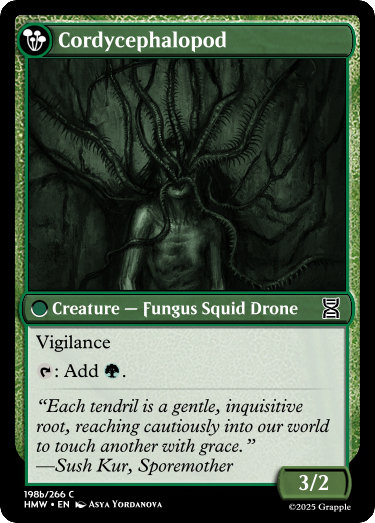 Cordycephalopod
Creature — Fungus Squid Drone
Vigilance
: Add .
“Each tendril is a gentle, inquisitive
root, reaching cautiously into our world
to touch another with grace.”
—Sush Kur, Sporemother
3/2
198b/266 C
HMW • EN Asya Yordanova
©2025 Grapple